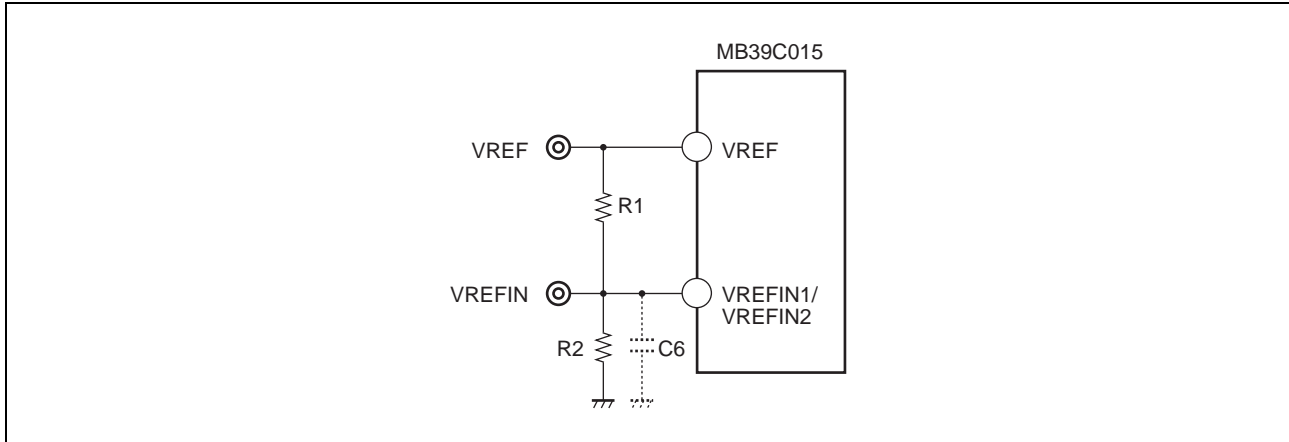 MB39C015
VREF
VREF
R1
VREFIN
VREFIN1/
VREFIN2
R2
C6